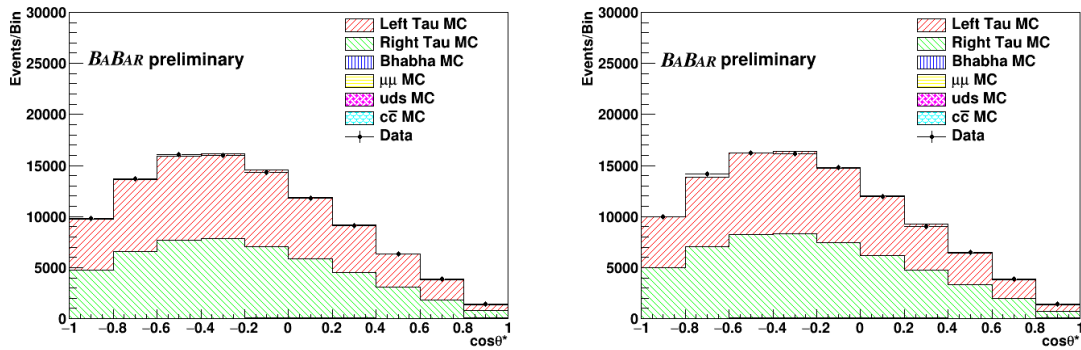 Events/Bin
30000
25000
20000
15000
10000
5000
0
BABAR preliminary
Left Tau MC
Right Tau MC
Bhabha MC
μμ MC
uds MC
cc̅ MC
Data
−1 −0.8 −0.6 −0.4 −0.2 0 0.2 0.4 0.6 0.8 1
cosθ*
Events/Bin
30000
25000
20000
15000
10000
5000
0
BABAR preliminary
Left Tau MC
Right Tau MC
Bhabha MC
μμ MC
uds MC
cc̅ MC
Data
−1 −0.8 −0.6 −0.4 −0.2 0 0.2 0.4 0.6 0.8 1
cosθ*